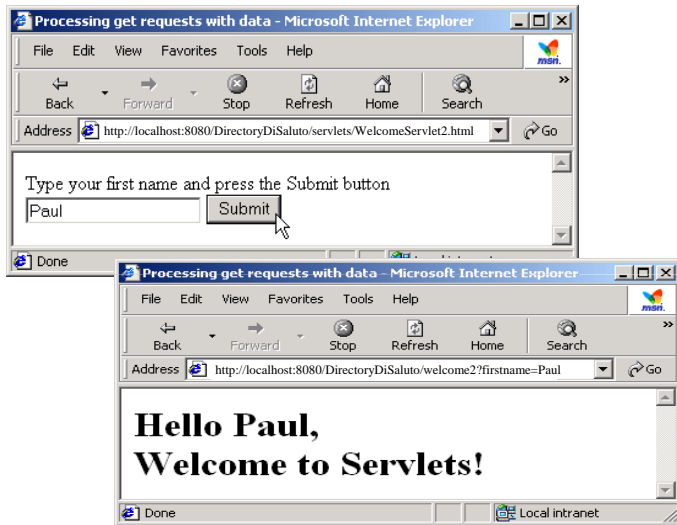 Processing get requests with data - Microsoft Internet Explorer
File Edit View Favorites Tools Help
msn.
Back Forward Stop Refresh Home Search »
Address http://localhost:8080/DirectoryDiSaluto/servlets/WelcomeServlet2.html Go
Type your first name and press the Submit button
Paul Submit
Done
Processing get requests with data - Microsoft Internet Explorer
File Edit View Favorites Tools Help
msn.
Back Forward Stop Refresh Home Search »
Address http://localhost:8080/DirectoryDiSaluto/welcome2?firstname=Paul Go
Hello Paul,
Welcome to Servlets!
Done Local intranet